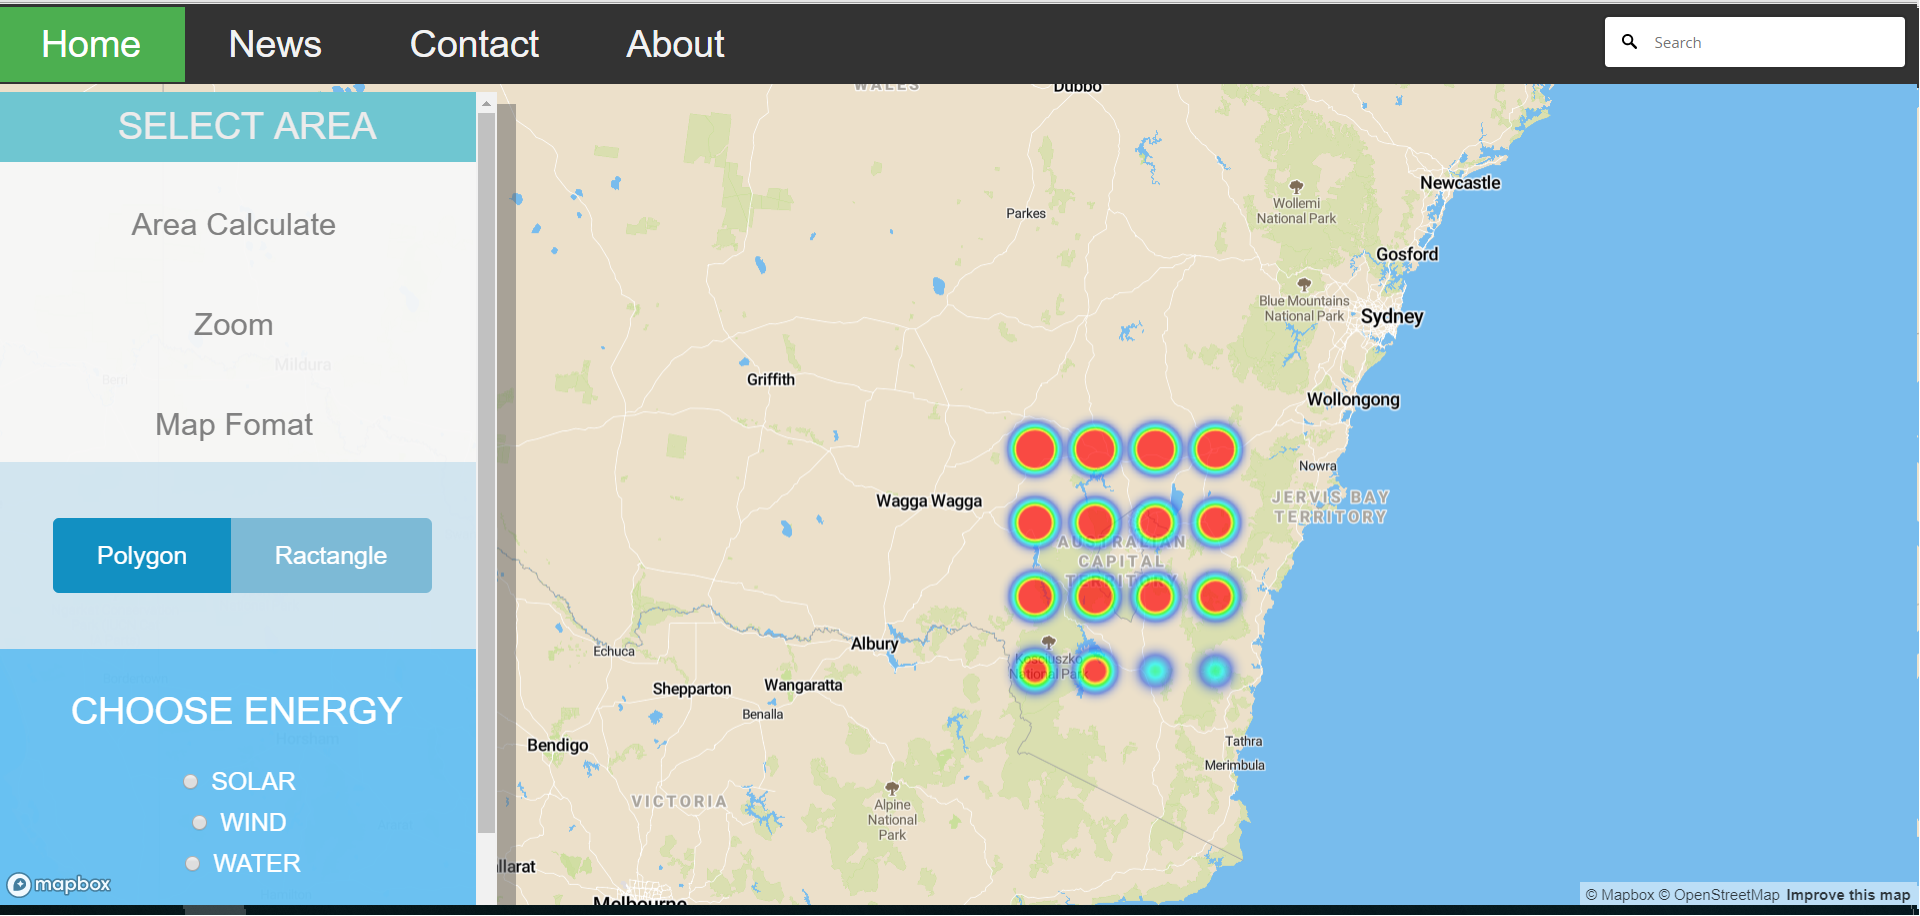 Home News Contact About Search
WALES
Dubbo
SELECT AREA
Newcastle
Wollemi
National Park
Parkes
Area Calculate
Gosford
Blue Mountains
National Park
Sydney
Zoom
Mildura
Berri
Griffith
Wollongong
Map Fomat
Nowra
JERVIS BAY
TERRITORY
Wagga Wagga
AUSTRALIAN
CAPITAL
TERRITORY
Polygon Ractangle
Albury
Echuca
Kosciuszko
National Park
Shepparton
Wangaratta
Benalla
CHOOSE ENERGY
Horsham
Bendigo
Tathra
Merimbula
SOLAR
VICTORIA
Alpine
National
Park
WIND
WATER
llarat
mapbox
© Mapbox © OpenStreetMap Improve this map
Melbourne